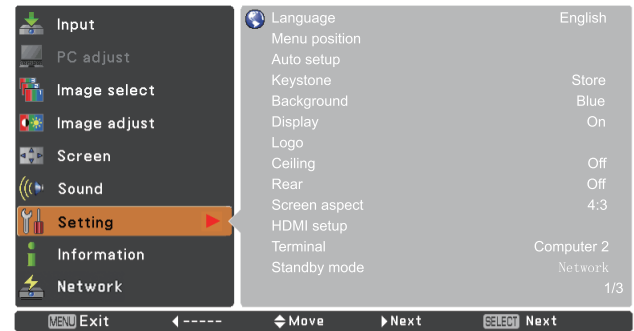 Input
PC adjust
Image select
Image adjust
Screen
Sound
Setting
Information
Network
Language English
Menu position
Auto setup
Keystone Store
Background Blue
Display On
Logo
Ceiling Off
Rear Off
Screen aspect 4:3
HDMI setup
Terminal Computer 2
Standby mode Network
1/3
MENU Exit ----- Move Next SELECT Next